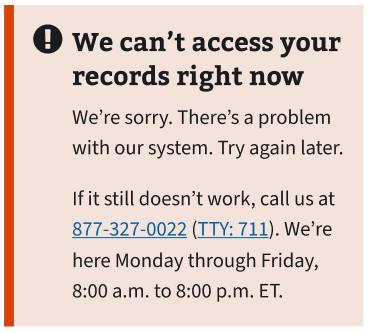 We can’t access your
records right now
We’re sorry. There’s a problem
with our system. Try again later.
If it still doesn’t work, call us at
877-327-0022 (TTY: 711). We’re
here Monday through Friday,
8:00 a.m. to 8:00 p.m. ET.